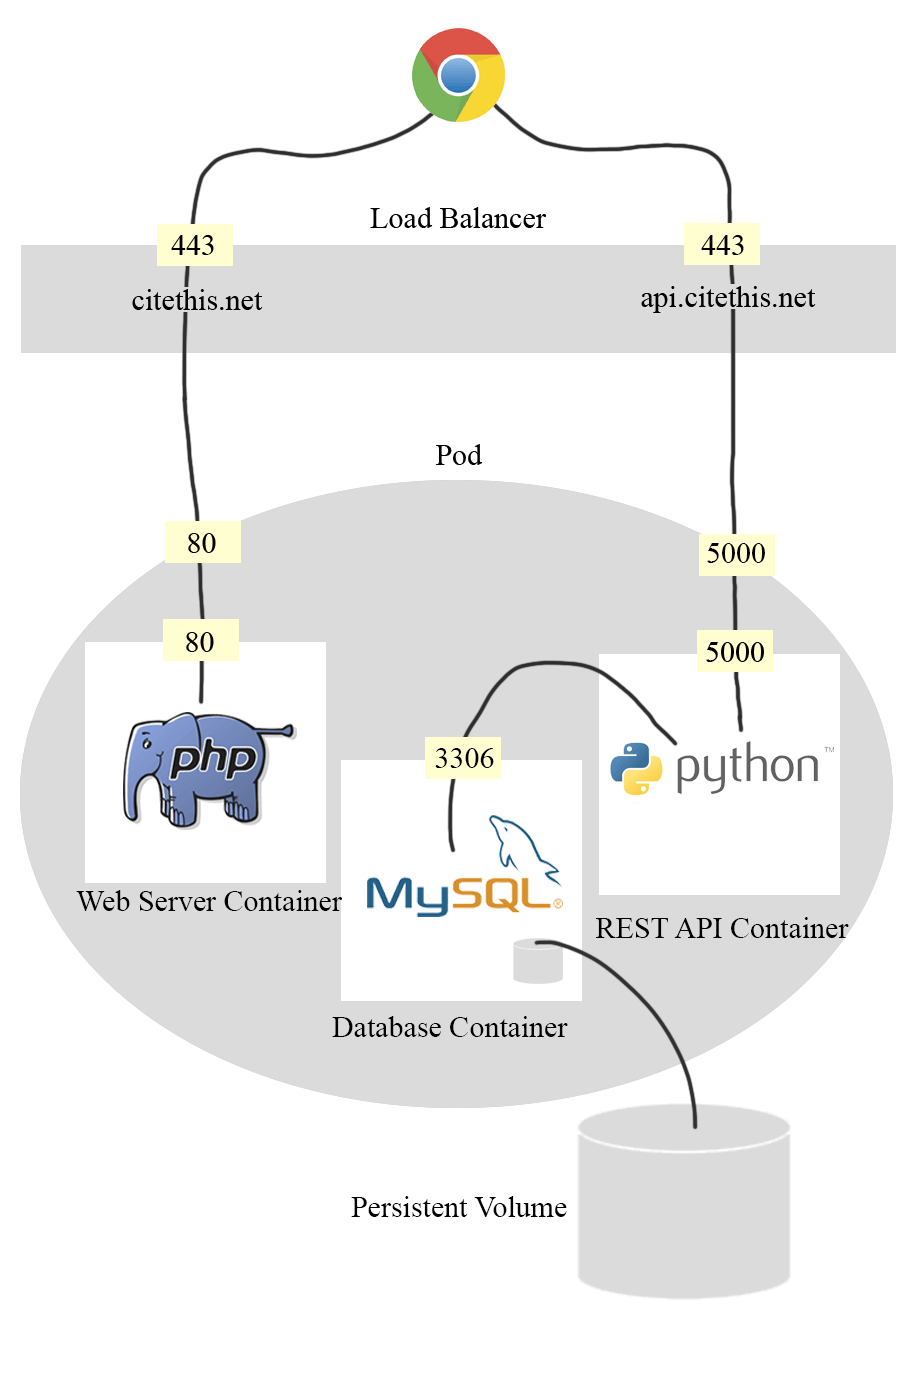 Load Balancer
443
443
citethis.net
api.citethis.net
Pod
80
5000
80
5000
3306
php
python™
MySQL®
Web Server Container
REST API Container
Database Container
Persistent Volume